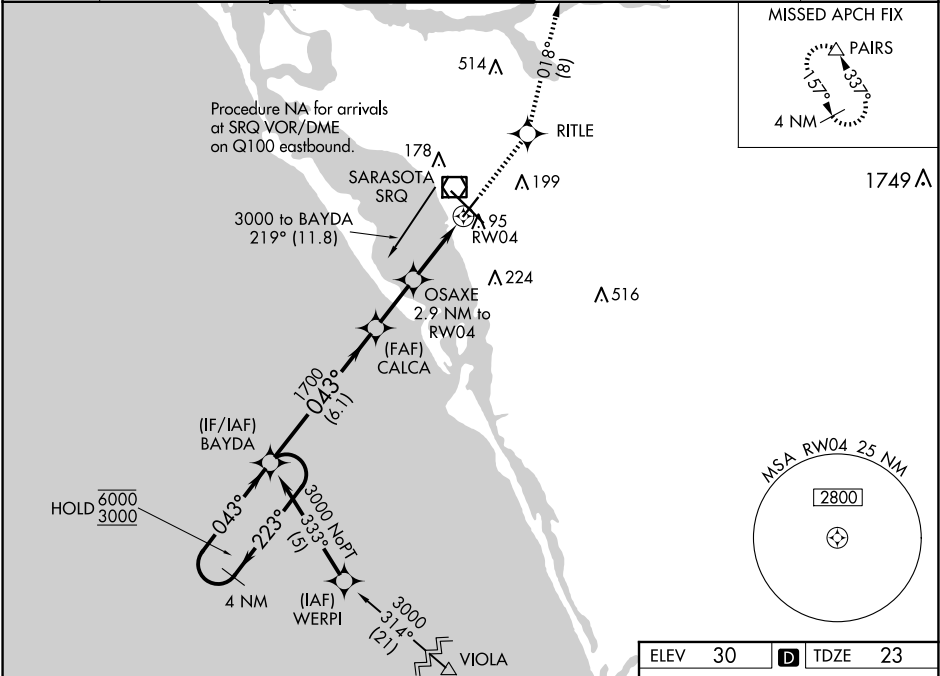 MISSED APCH FIX
PAIRS
157°
337°
4 NM
018°
(8)
514
Procedure NA for arrivals
at SRQ VOR/DME
on Q100 eastbound.
RITLE
178
SARASOTA
SRQ
199
1749
3000 to BAYDA
219° (11.8)
95
RW04
224
516
OSAXE
2.9 NM to
RW04
(FAF)
CALCA
1700
043°
(6.1)
(IF/IAF)
BAYDA
MSA RW04 25 NM
2800
HOLD 6000
3000
043°
223°
3000 NoPT
333°
(5)
4 NM
(IAF)
WERPI
3000
314°
(21)
VIOLA
ELEV 30 D TDZE 23